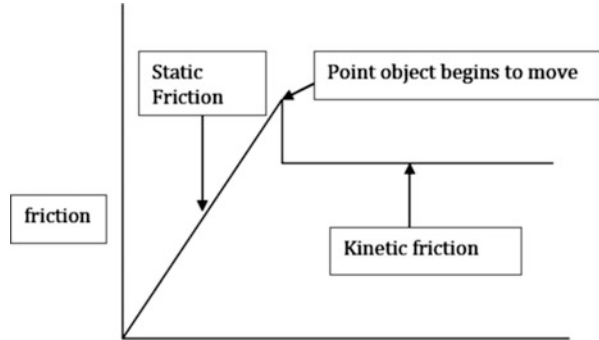 Static
Friction
Point object begins to move
friction
Kinetic friction